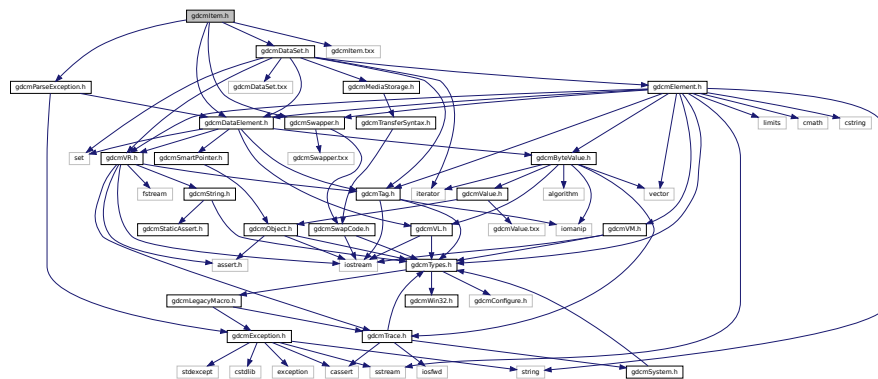 gdcmItem.h
gdcmDataSet.h
gdcmItem.txx
gdcmParseException.h
gdcmDataSet.txx
gdcmMediaStorage.h
gdcmElement.h
gdcmDataElement.h
gdcmSwapper.h
gdcmTransferSyntax.h
limits
cmath
cstring
set
gdcmVR.h
gdcmSmartPointer.h
gdcmSwapper.txx
gdcmByteValue.h
fstream
gdcmString.h
gdcmTag.h
iterator
gdcmValue.h
algorithm
vector
gdcmStaticAssert.h
gdcmObject.h
gdcmSwapCode.h
gdcmVL.h
gdcmValue.txx
iomanip
gdcmVM.h
assert.h
iostream
gdcmTypes.h
gdcmLegacyMacro.h
gdcmWin32.h
gdcmConfigure.h
gdcmException.h
gdcmTrace.h
stdexcept
cstdlib
exception
cassert
sstream
iosfwd
string
gdcmSystem.h